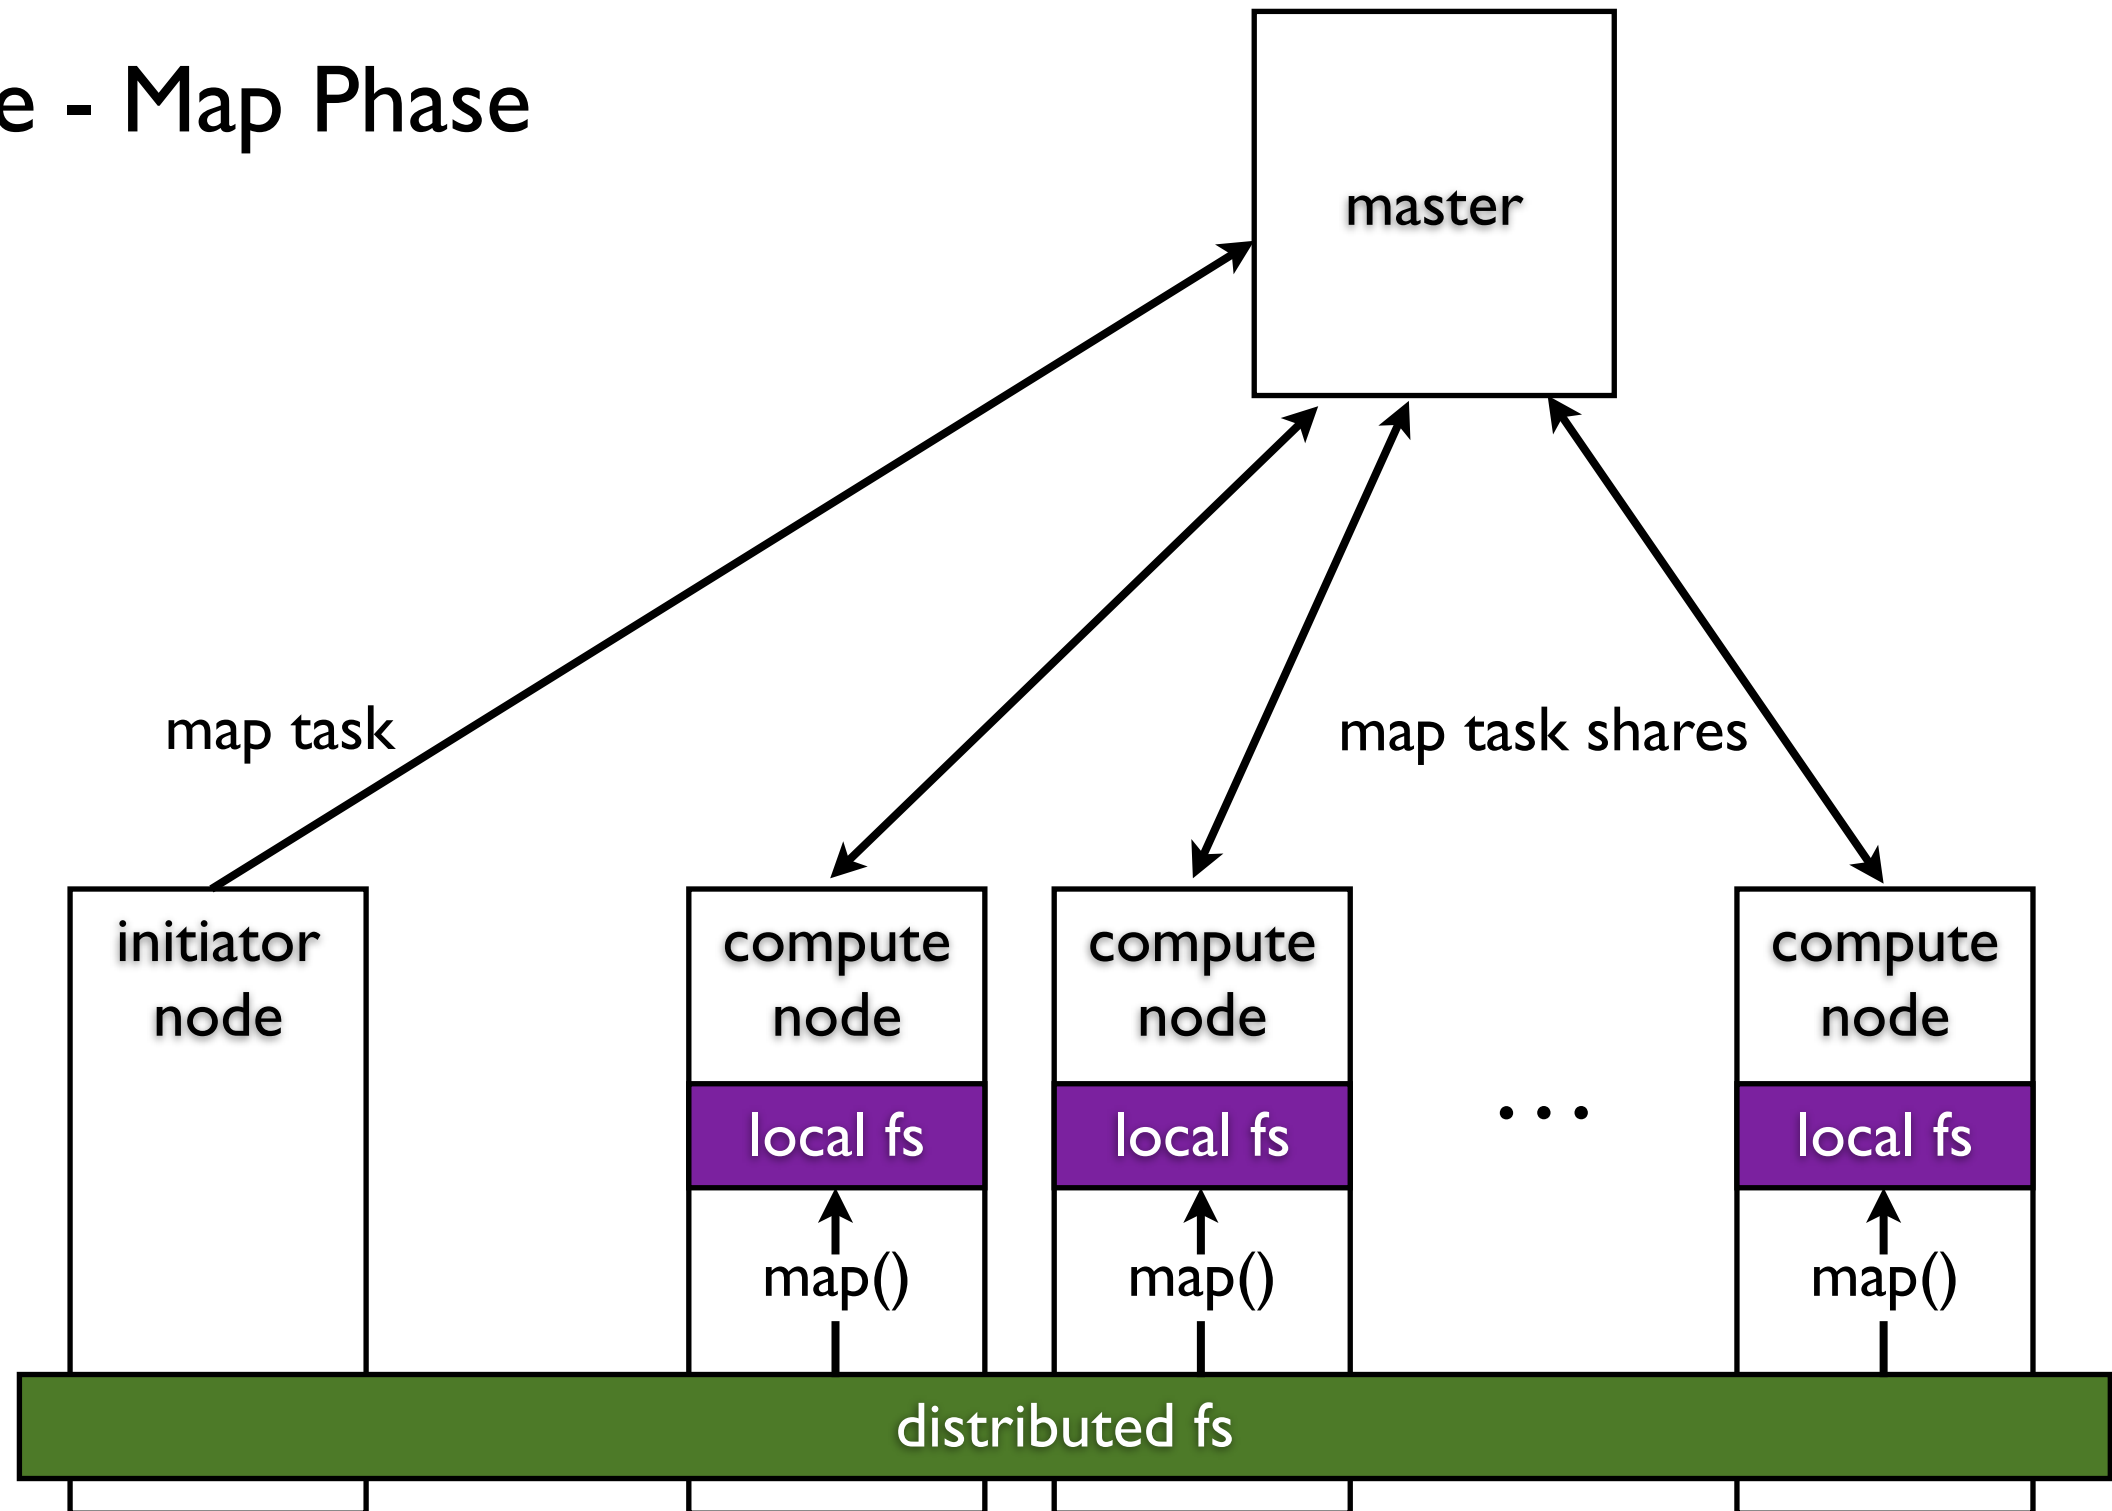 e - Map Phase
master
map task
map task shares
initiator
node
compute
node
compute
node
compute
node
local fs
local fs
...
local fs
map()
map()
map()
distributed fs